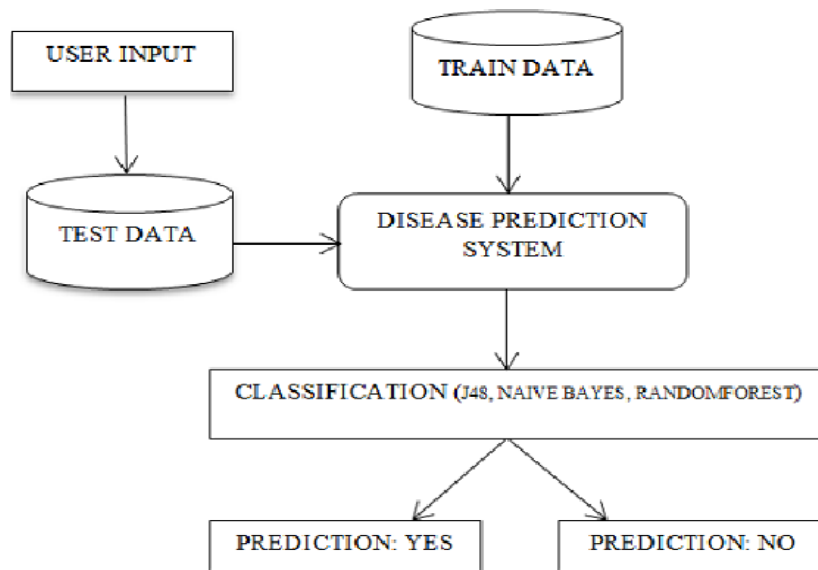 USER INPUT
TRAIN DATA
TEST DATA
DISEASE PREDICTION
SYSTEM
CLASSIFICATION (J48, NAIVE BAYES, RANDOMFOREST)
PREDICTION: YES
PREDICTION: NO